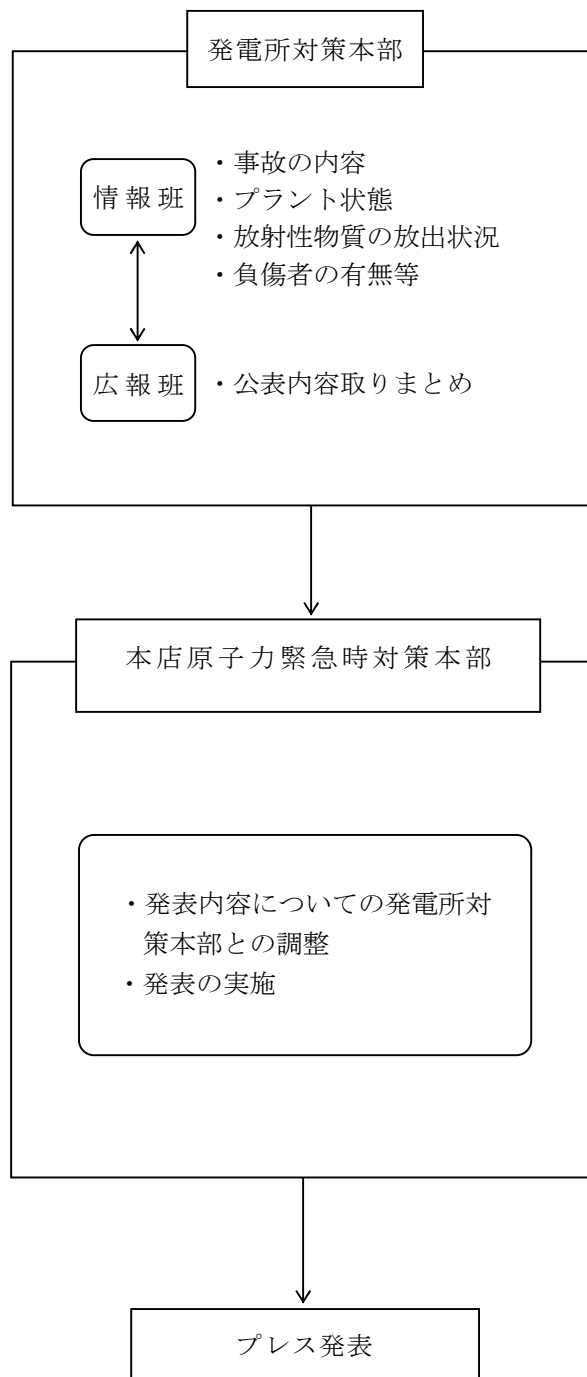 発電所対策本部
情報班
・事故の内容
・プラント状態
・放射性物質の放出状況
・負傷者の有無等
広報班
・公表内容取りまとめ
本店原子力緊急時対策本部
・発表内容についての発電所対
策本部との調整
・発表の実施
プレス発表